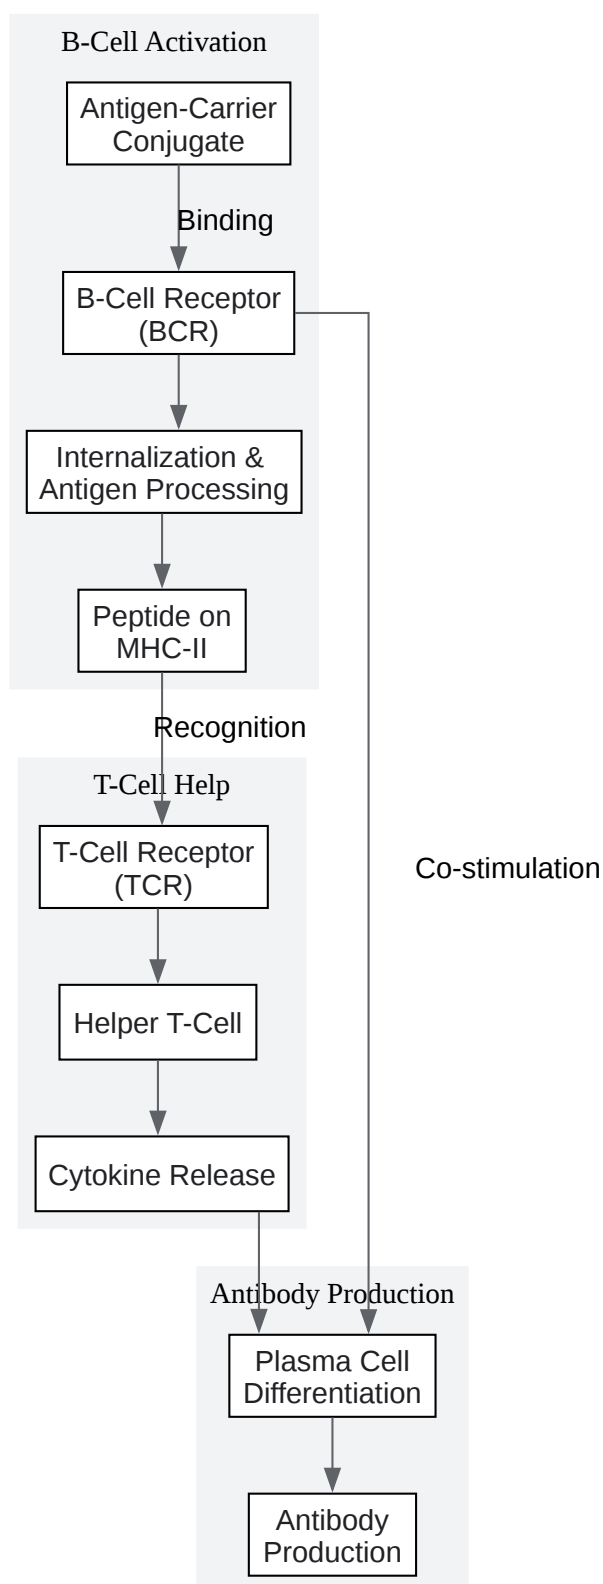 B-Cell Activation
Antigen-Carrier
Conjugate
Binding
B-Cell Receptor
(BCR)
Internalization &
Antigen Processing
Peptide on
MHC-II
Recognition
T-Cell Help
T-Cell Receptor
(TCR)
Co-stimulation
Helper T-Cell
Cytokine Release
Antibody Production
Plasma Cell
Differentiation
Antibody
Production